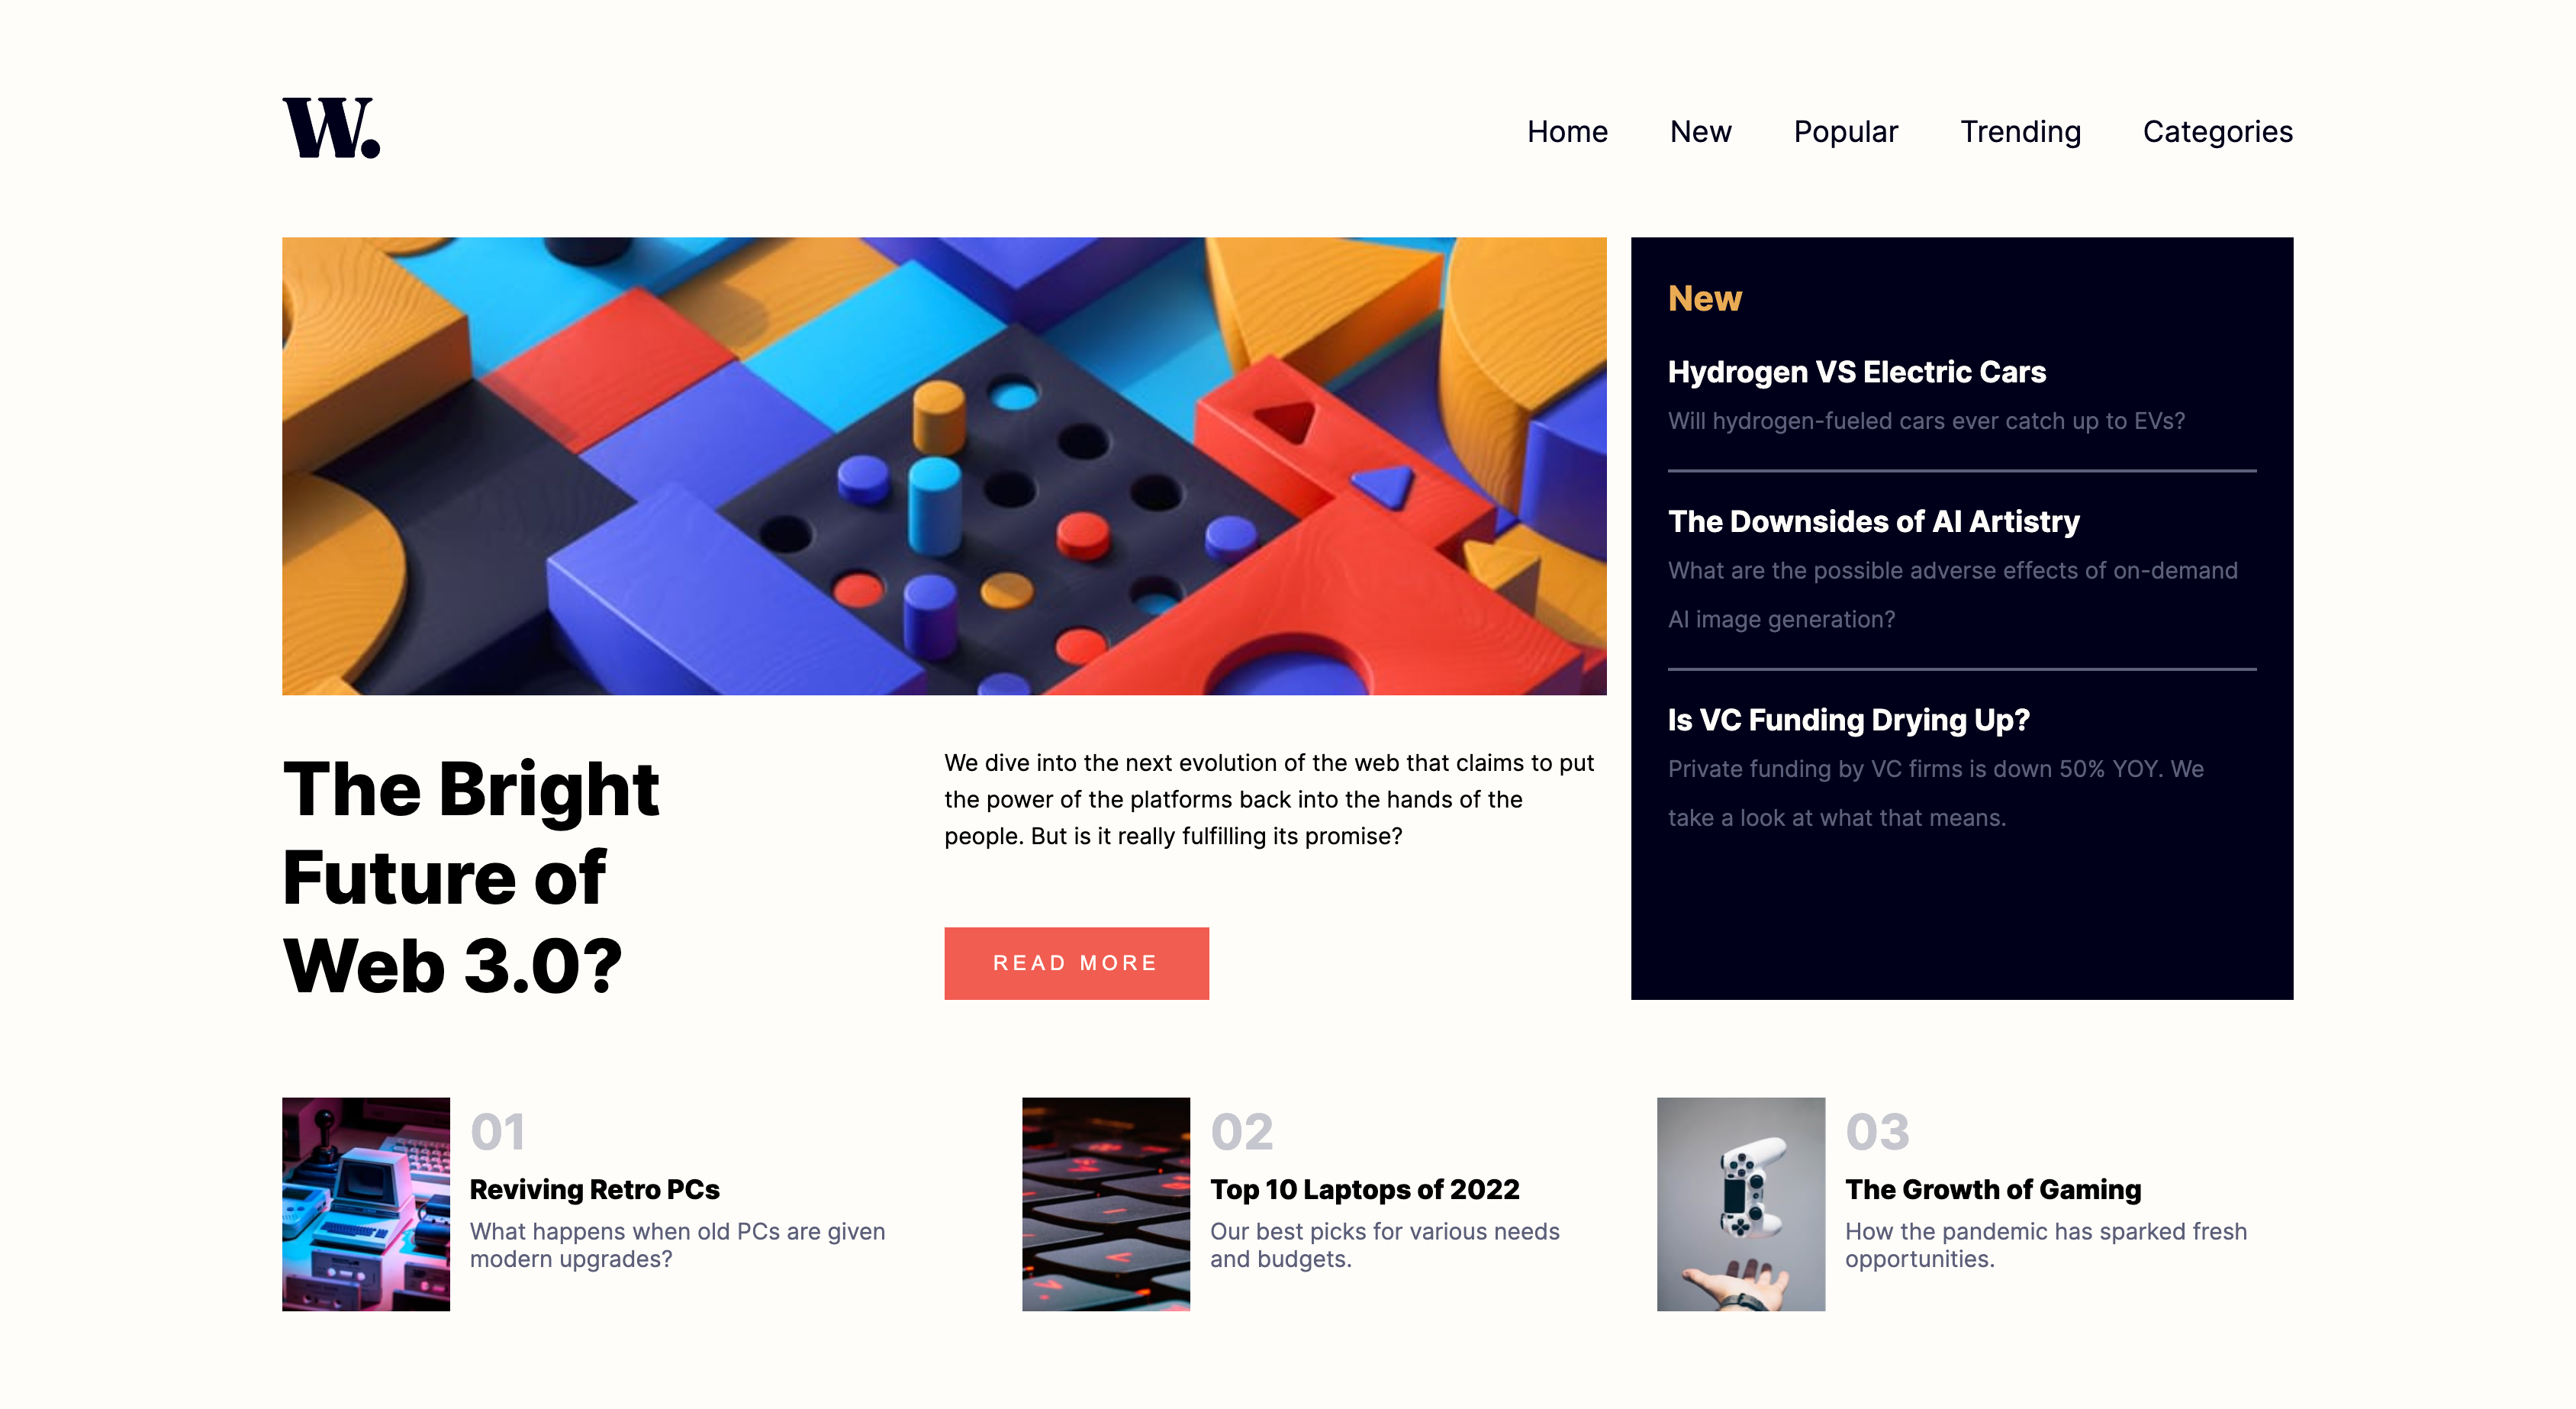 W.
Home New Popular Trending Categories
The Bright
Future of
Web 3.0?
We dive into the next evolution of the web that claims to put
the power of the platforms back into the hands of the
people. But is it really fulfilling its promise?
READ MORE
New
Hydrogen VS Electric Cars
Will hydrogen-fueled cars ever catch up to EVs?
The Downsides of AI Artistry
What are the possible adverse effects of on-demand
AI image generation?
Is VC Funding Drying Up?
Private funding by VC firms is down 50% YOY. We
take a look at what that means.
01
Reviving Retro PCs
What happens when old PCs are given
modern upgrades?
02
Top 10 Laptops of 2022
Our best picks for various needs
and budgets.
03
The Growth of Gaming
How the pandemic has sparked fresh
opportunities.